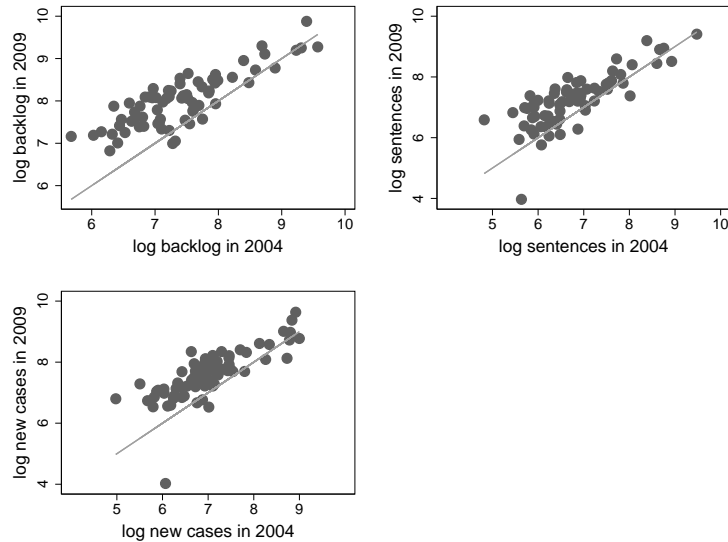 10
9
8
7
6
log backlog in 2009
6 7 8 9 10
log backlog in 2004
10
8
6
4
log sentences in 2009
5 6 7 8 9 10
log sentences in 2004
10
8
6
4
log new cases in 2009
5 6 7 8 9
log new cases in 2004